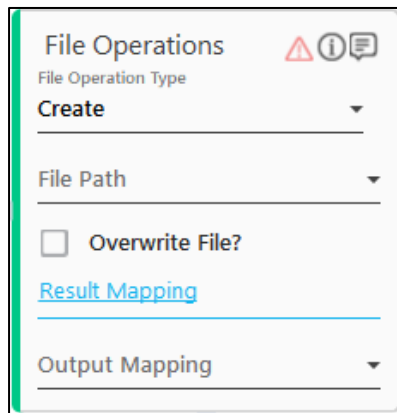 File Operations
File Operation Type
Create
File Path
Overwrite File?
Result Mapping
Output Mapping